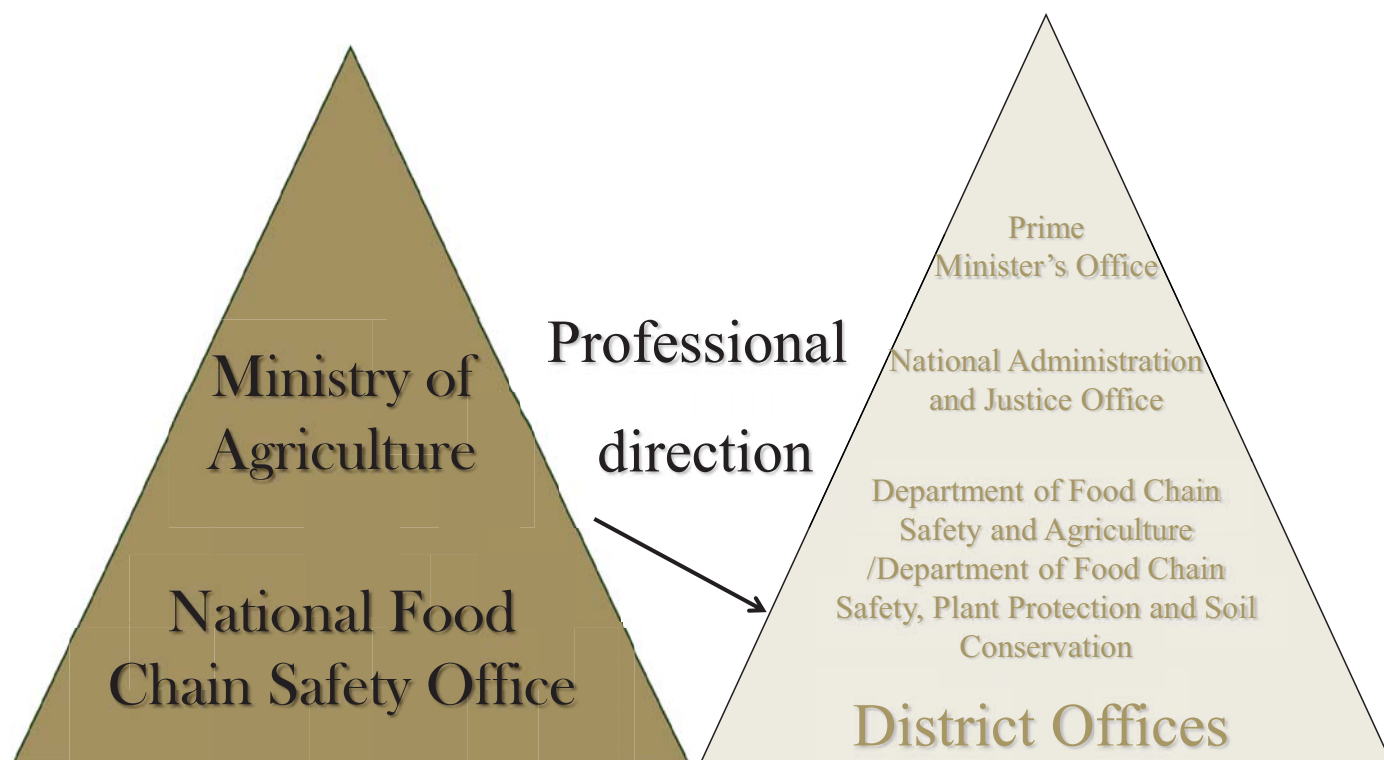 Ministry of
Agriculture
National Food
Chain Safety Office
Professional
direction
Prime
Minister’s Office
National Administration
and Justice Office
Department of Food Chain
Safety and Agriculture
/Department of Food Chain
Safety, Plant Protection and Soil
Conservation
District Offices